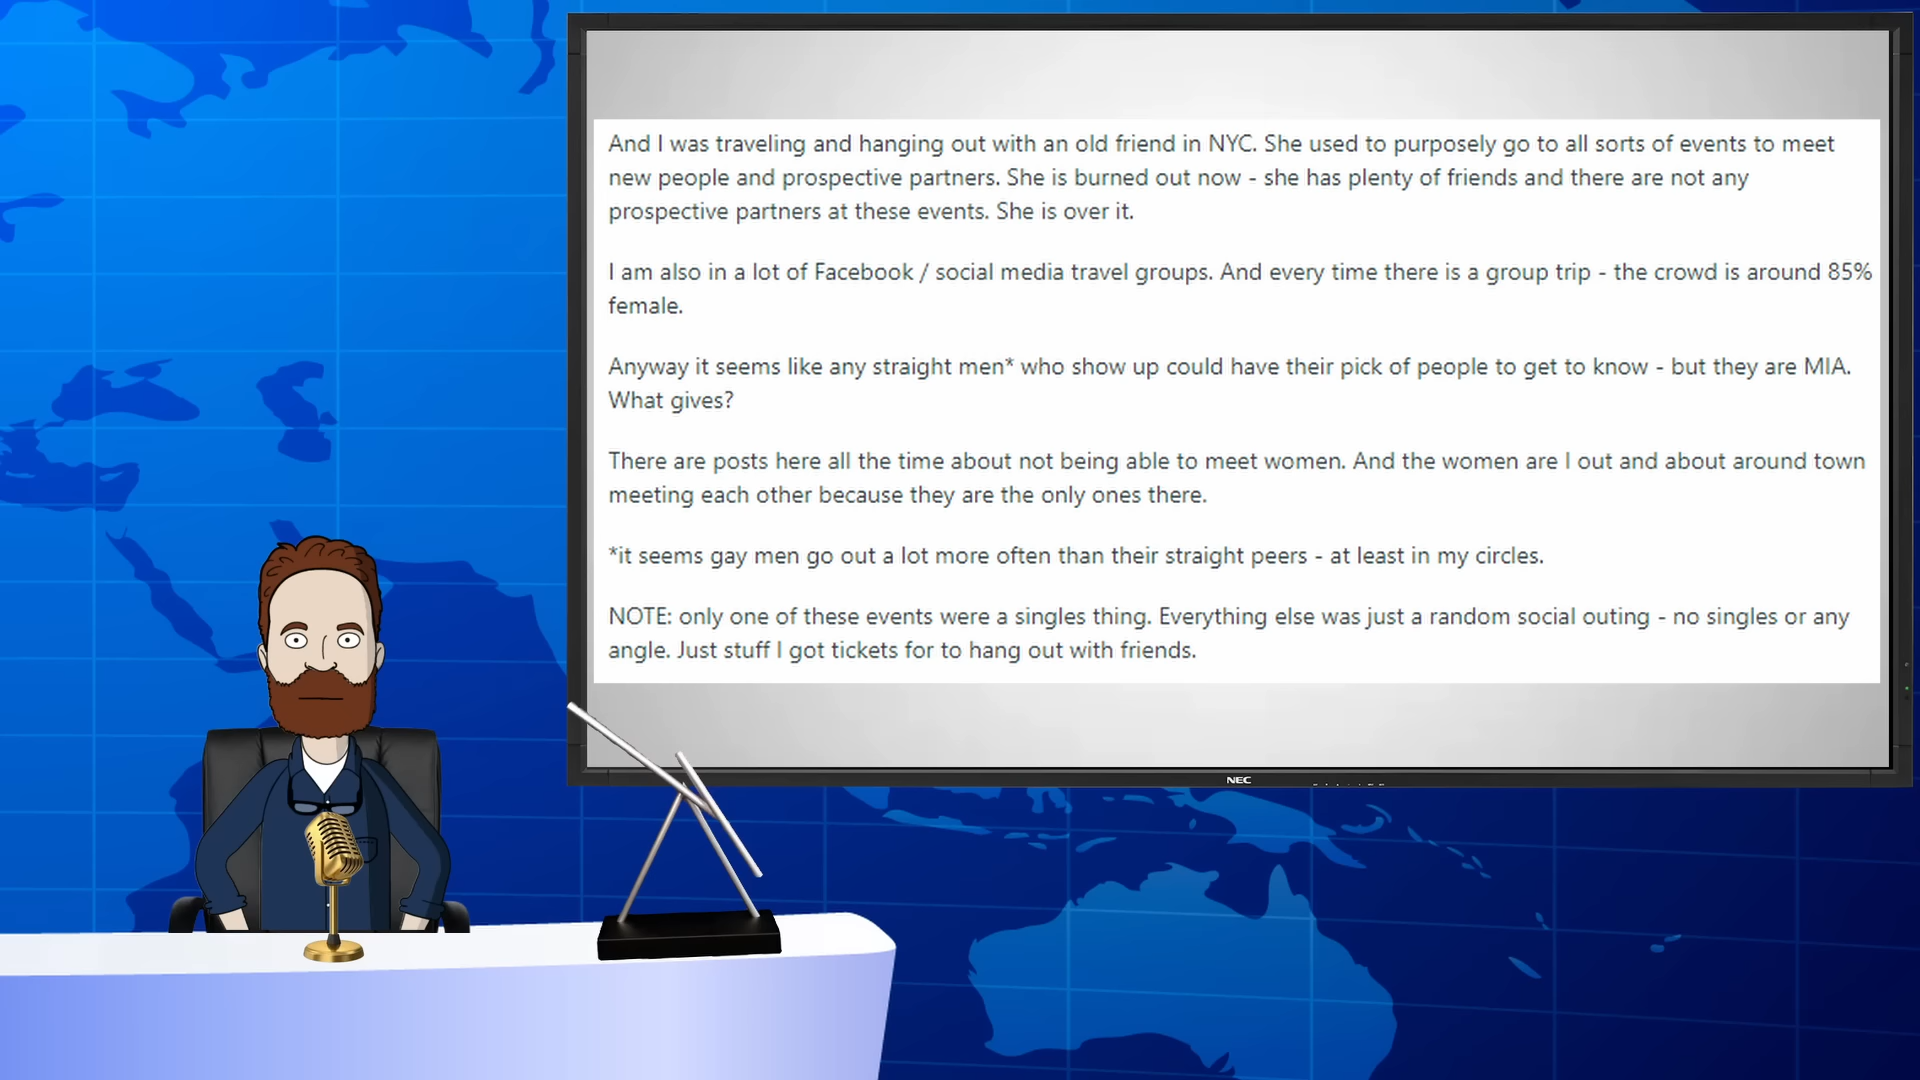 And I was traveling and hanging out with an old friend in NYC. She used to purposely go to all sorts of events to meet
new people and prospective partners. She is burned out now - she has plenty of friends and there are not any
prospective partners at these events. She is over it.
I am also in a lot of Facebook / social media travel groups. And every time there is a group trip - the crowd is around 85%
female.
Anyway it seems like any straight men* who show up could have their pick of people to get to know - but they are MIA.
What gives?
There are posts here all the time about not being able to meet women. And the women are l out and about around town
meeting each other because they are the only ones there.
*it seems gay men go out a lot more often than their straight peers - at least in my circles.
NOTE: only one of these events were a singles thing. Everything else was just a random social outing - no singles or any
angle. Just stuff I got tickets for to hang out with friends.
NEC